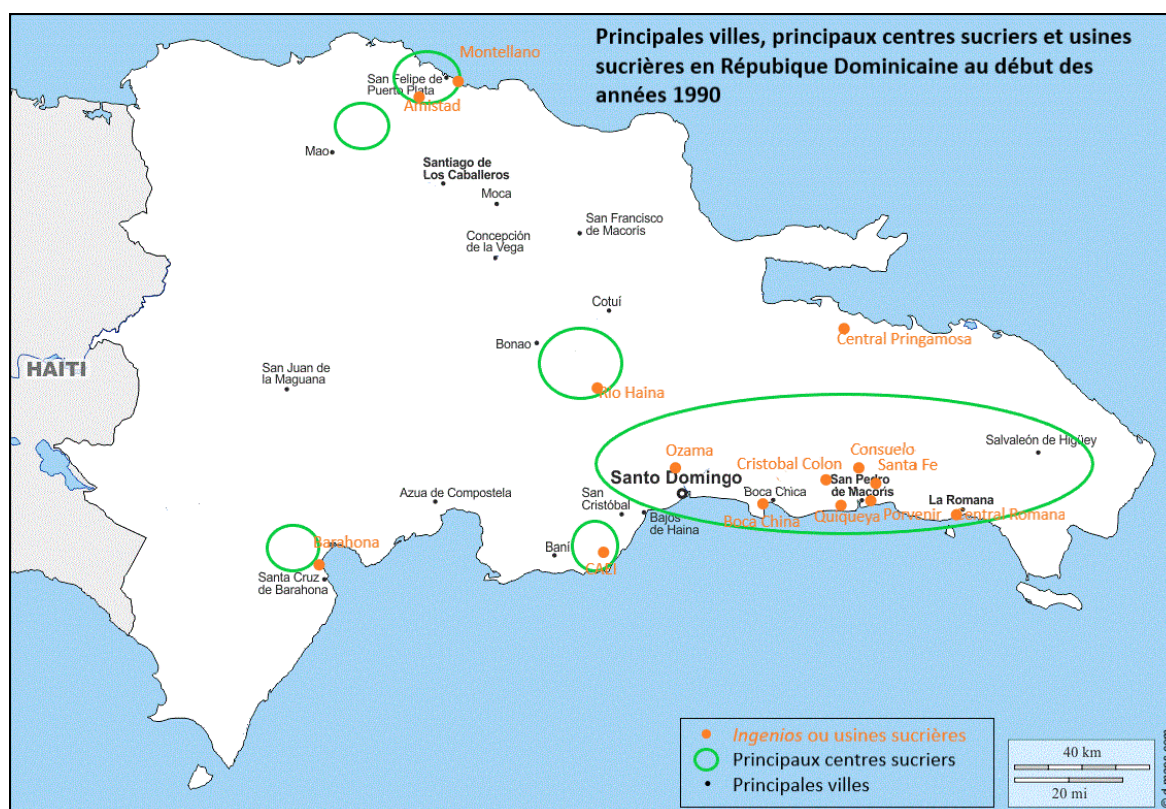 Principales villes, principaux centres sucriers et usines
sucrières en Répubique Dominicaine au début des
années 1990
Montellano
San Felipe de
Puerto Plata
Amistad
Mao
Santiago de
Los Caballeros
Moca
San Francisco
de Macorís
Concepción
de la Vega
Cotuí
Bonao
Central Pringamosa
HAITI
San Juan de
la Maguana
Rio Haina
Salvaleón de Higüey
Ozama
Consuelo
Cristobal Colon
Santa Fe
Santo Domingo
San Pedro
de Macorís
Azua de Compostela
San
Cristóbal
Boca Chica
La Romana
Boca China
Quiqueya
Porvenir
Central Romana
Bajos
de Haina
Barahona
Baní
CAEI
Santa Cruz
de Barahona
Ingenios ou usines sucrières
Principaux centres sucriers
Principales villes
40 km
20 mi